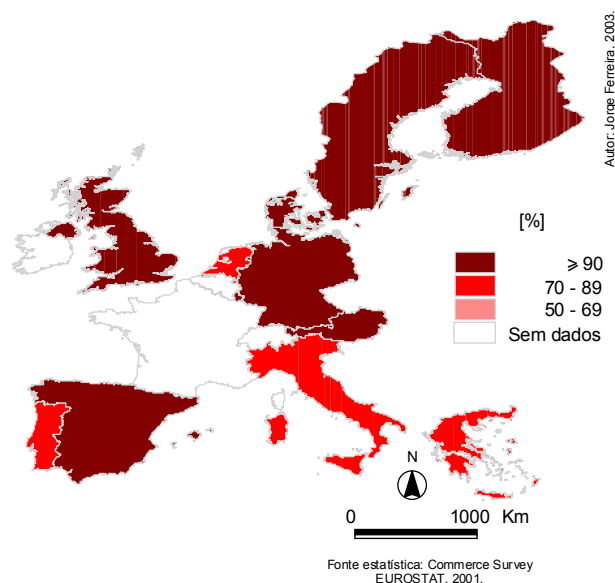 Autor: Jorge Ferreira, 2003.
[%]
⩾ 90
70 - 89
50 - 69
Sem dados
N
0 1000 Km
Fonte estatística: Commerce Survey
EUROSTAT, 2001.